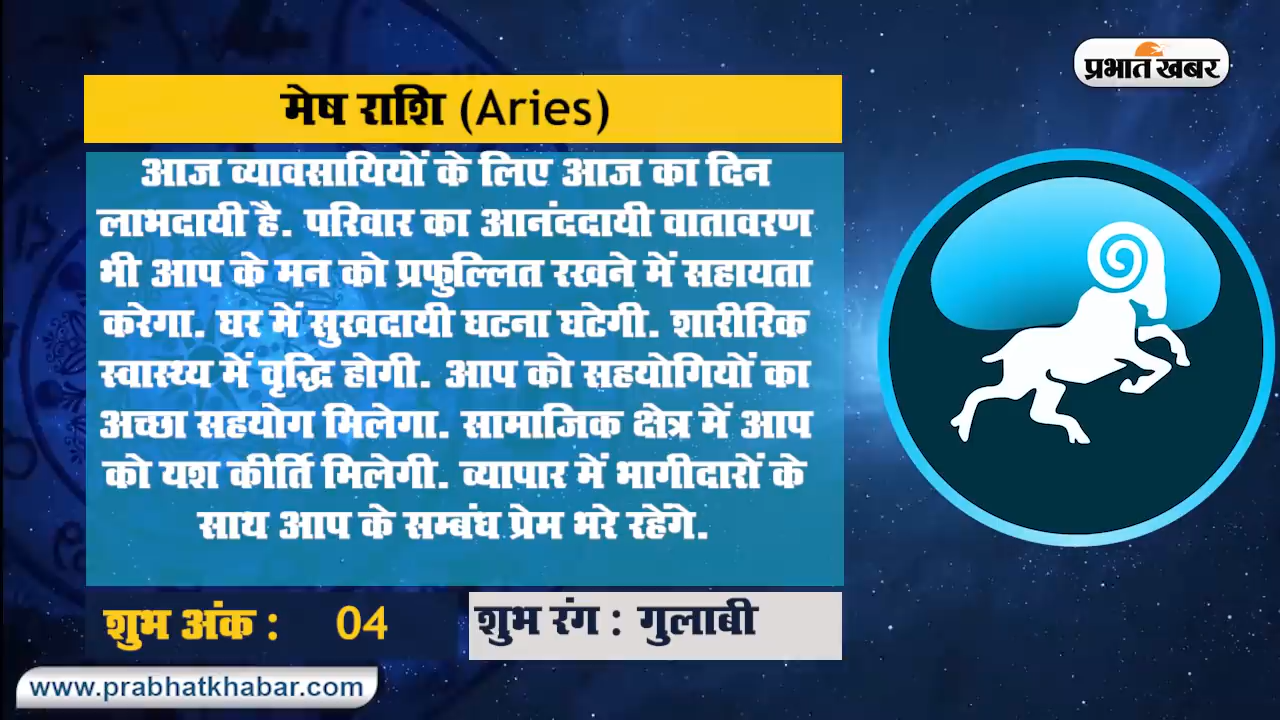 प्रभात खबर
मेष राशि (Aries)
आज व्यावसायियों के लिए आज का दिन
लाभदायी है. परिवार का आनंददायी वातावरण
भी आप के मन को प्रफुल्लित रखने में सहायता
करेगा. घर में सुखदायी घटना घटेगी. शारीरिक
स्वास्थ्य में वृद्धि होगी. आप को सहयोगियों का
अच्छा सहयोग मिलेगा. सामाजिक क्षेत्र में आप
को यश कीर्ति मिलेगी. व्यापार में भागीदारों के
साथ आप के सम्बंध प्रेम भरे रहेंगे.
शुभ अंक : 04
शुभ रंग : गुलाबी
www.prabhatkhabar.com